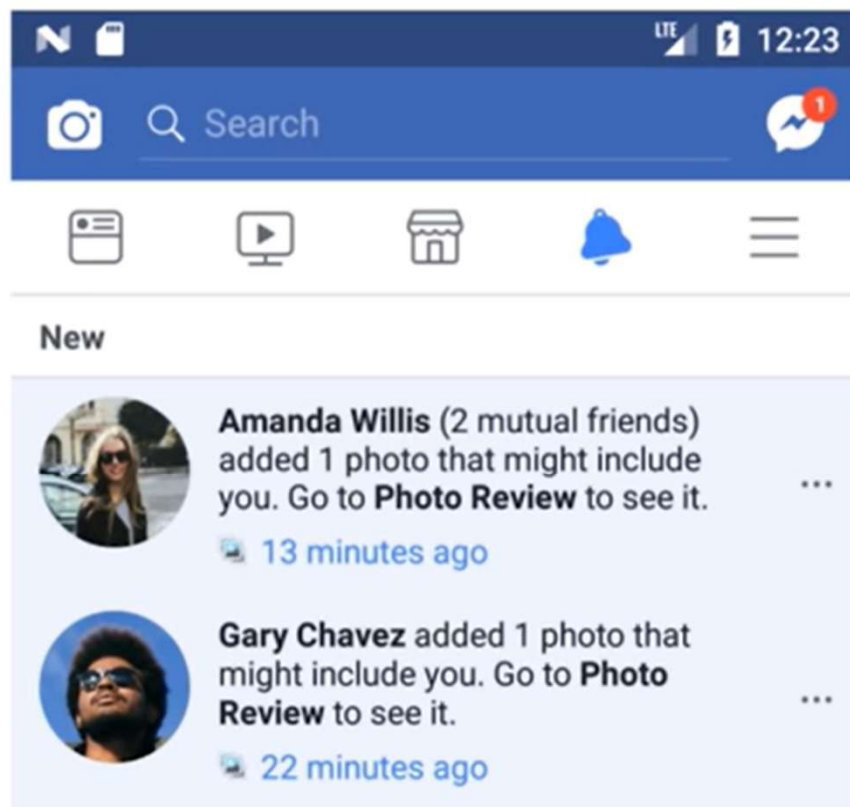 LTE 12:23
Search 1
New
Amanda Willis (2 mutual friends)
added 1 photo that might include
you. Go to Photo Review to see it.
13 minutes ago
Gary Chavez added 1 photo that
might include you. Go to Photo
Review to see it.
22 minutes ago